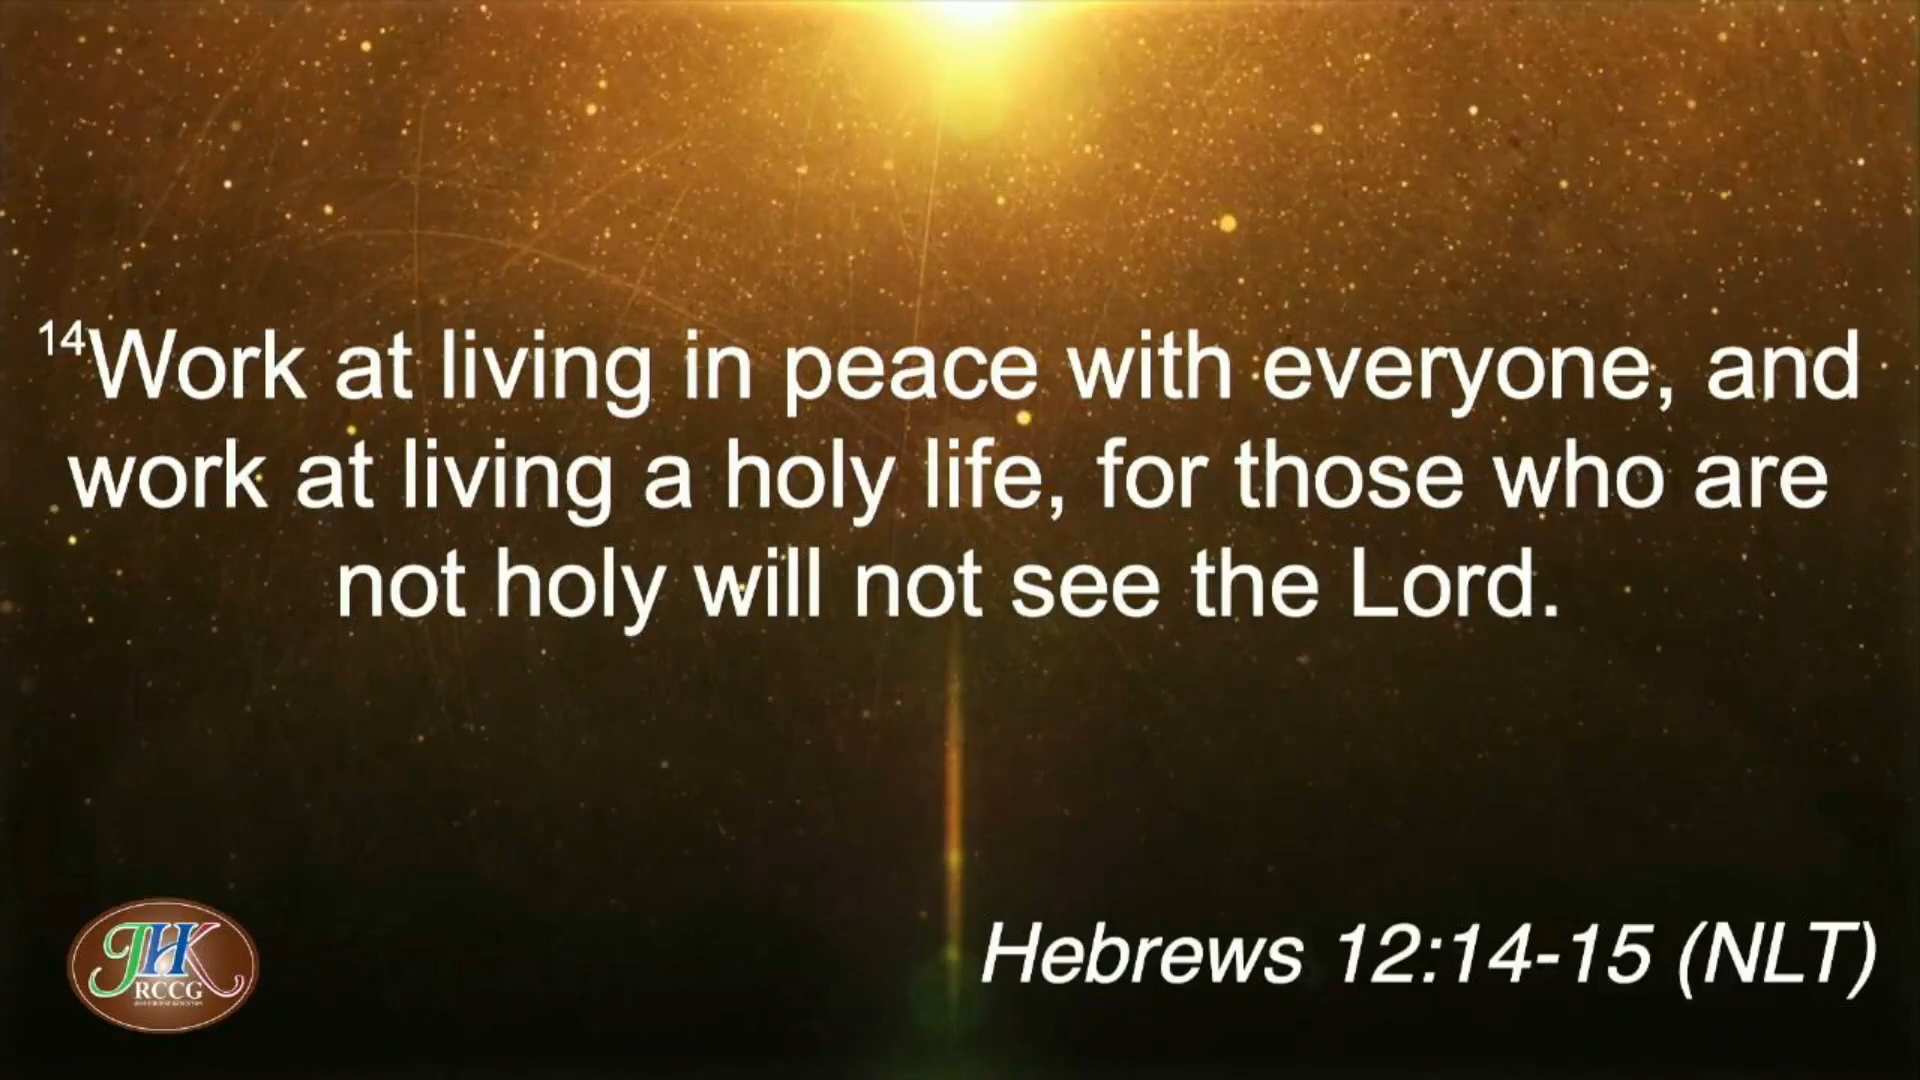 14Work at living in peace with everyone, and
work at living a holy life, for those who are
not holy will not see the Lord.
Hebrews 12:14-15 (NLT)
JHK
RCCG